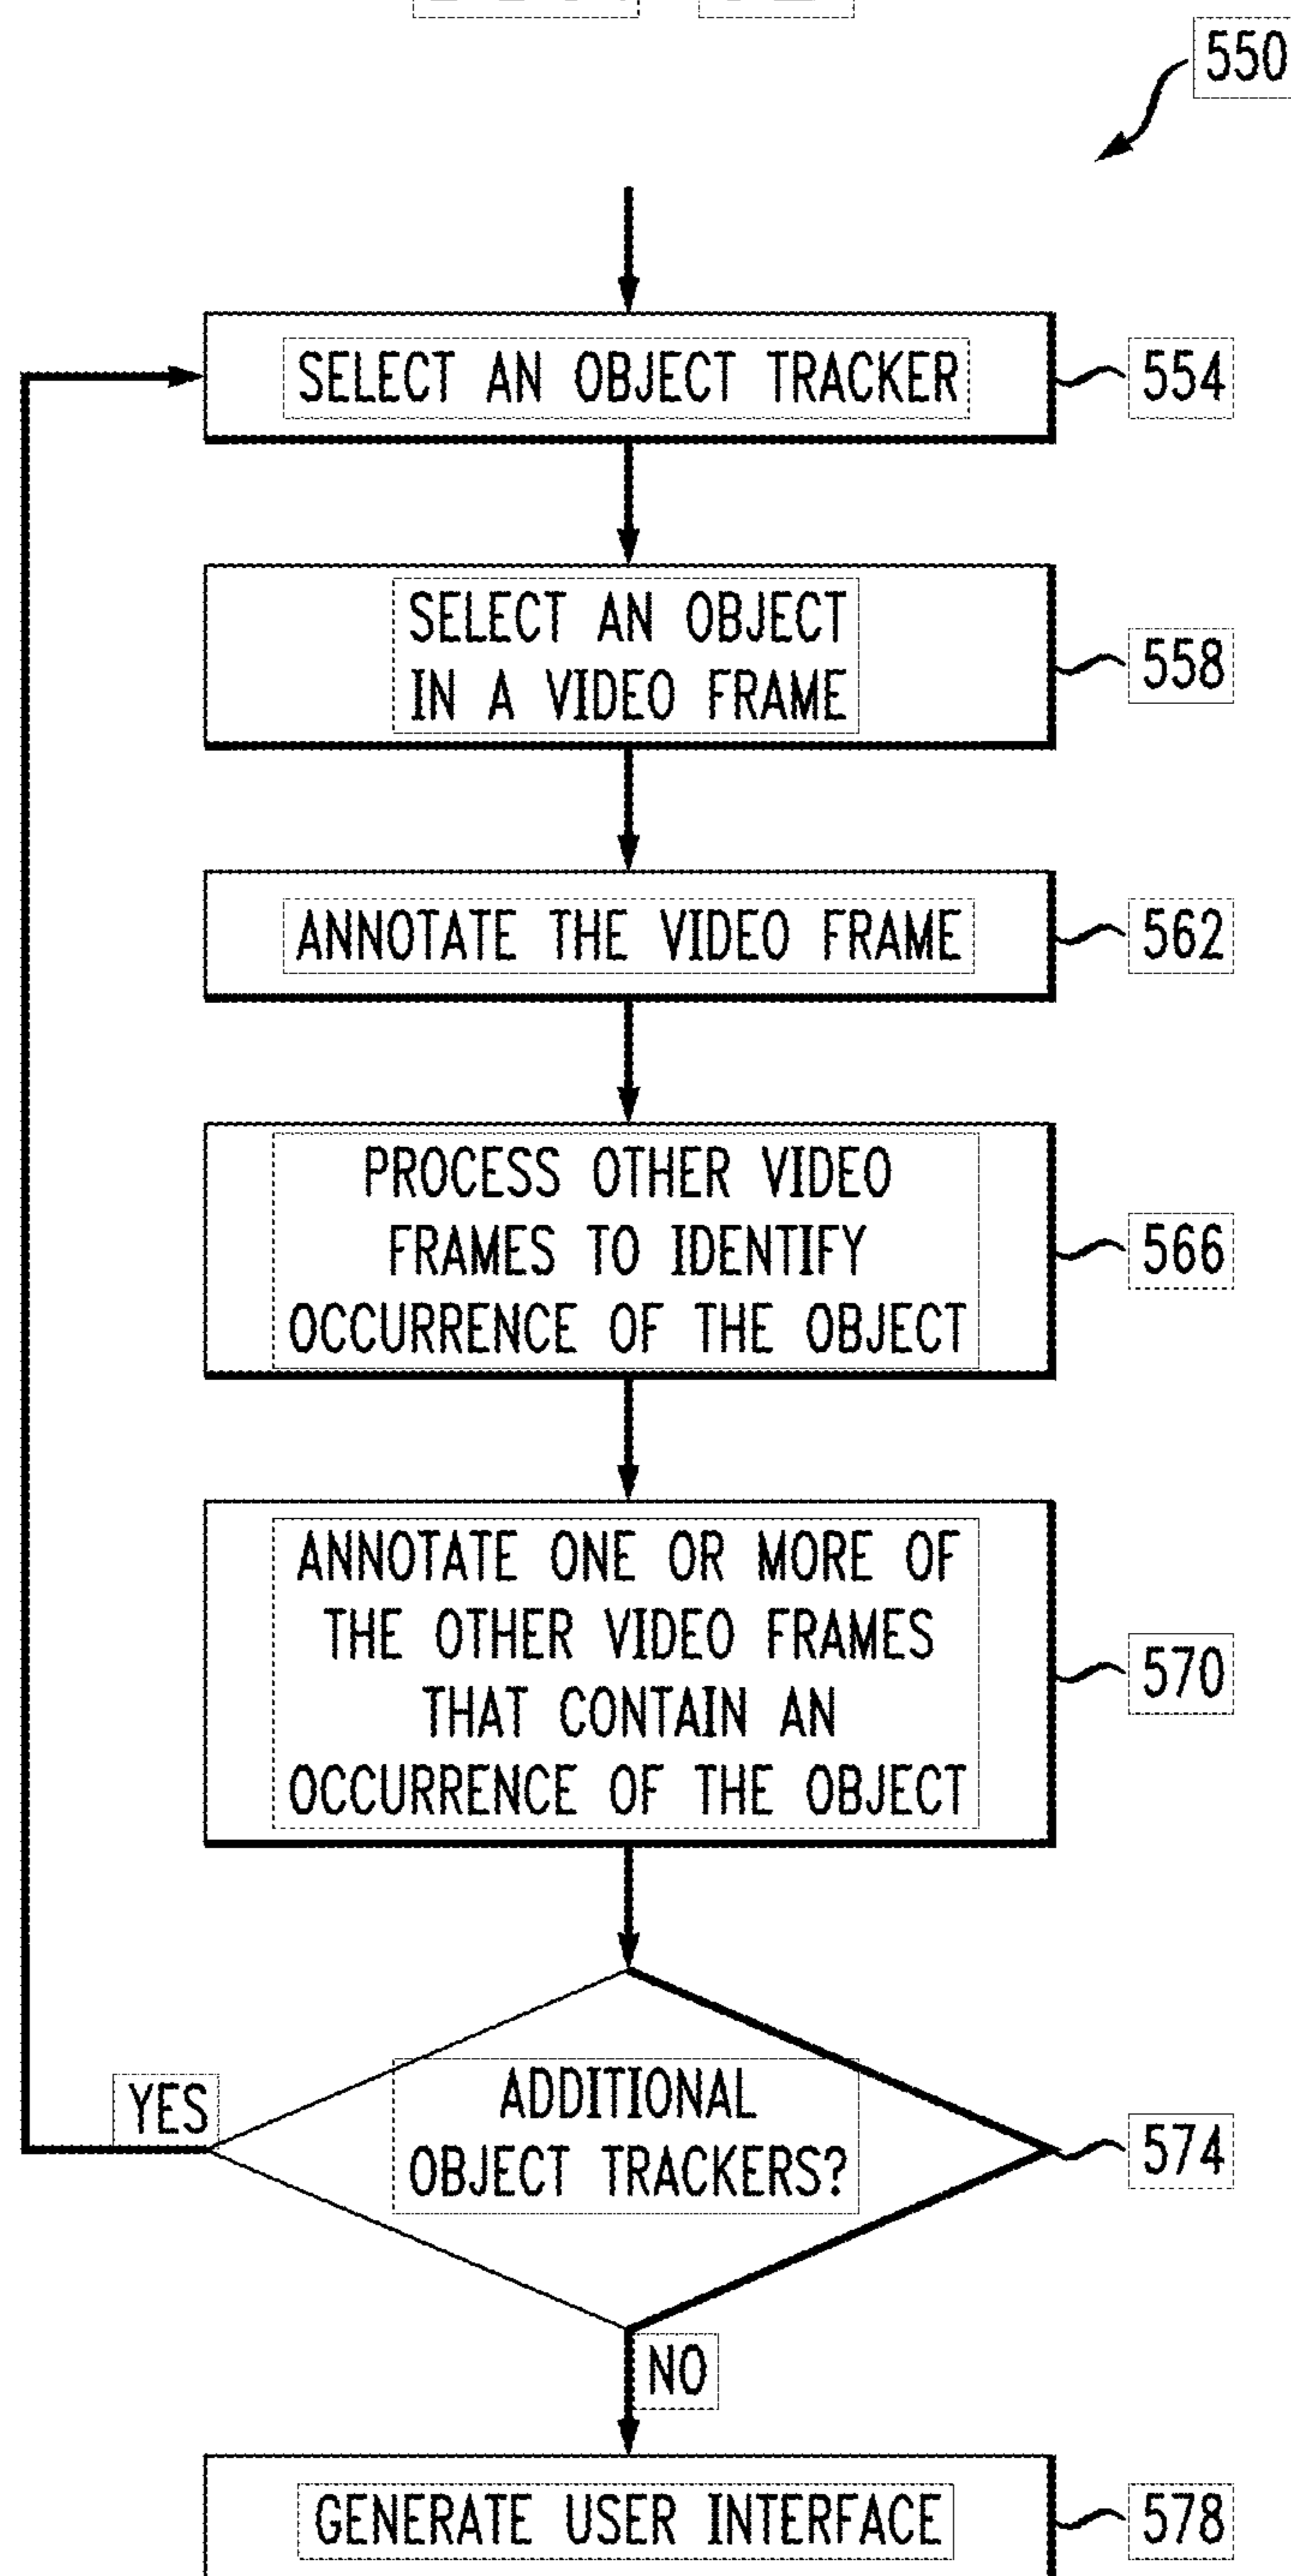 550
SELECT AN OBJECT TRACKER
554
SELECT AN OBJECT
IN A VIDEO FRAME
558
ANNOTATE THE VIDEO FRAME
562
PROCESS OTHER VIDEO
FRAMES TO IDENTIFY
OCCURRENCE OF THE OBJECT
566
ANNOTATE ONE OR MORE OF
THE OTHER VIDEO FRAMES
THAT CONTAIN AN
OCCURRENCE OF THE OBJECT
570
ADDITIONAL
OBJECT TRACKERS?
574
YES
NO
GENERATE USER INTERFACE
578